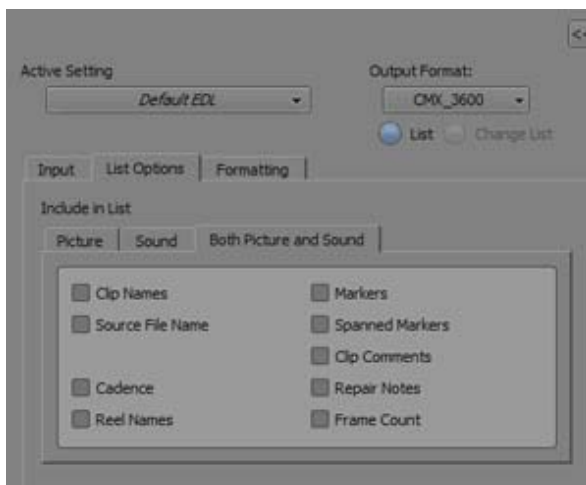 <<
Active Setting
Output Format:
Default EDL
CMX_3600
List
Change List
Input
List Options
Formatting
Include in List
Picture
Sound
Both Picture and Sound
Clip Names
Markers
Source File Name
Spanned Markers
Clip Comments
Cadence
Repair Notes
Reel Names
Frame Count